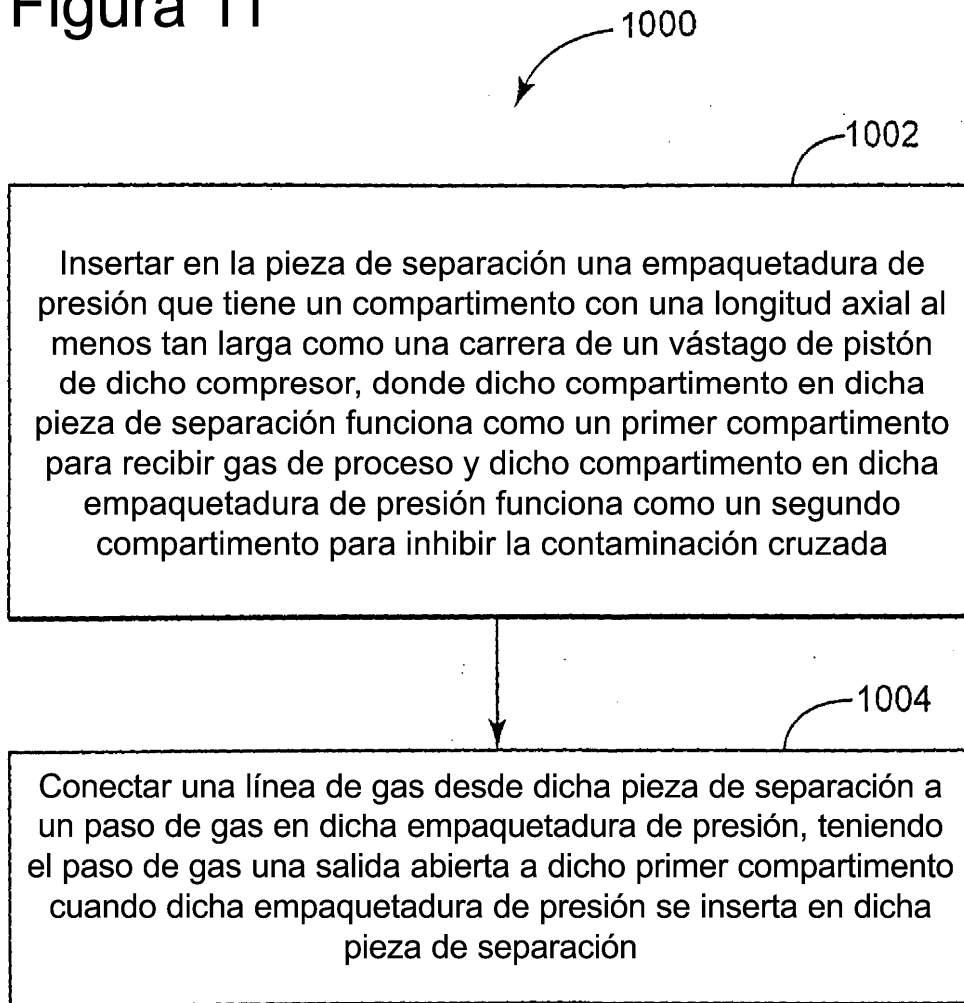 Figura 11
1000
1002
Insertar en la pieza de separación una empaquetadura de
presión que tiene un compartimento con una longitud axial al
menos tan larga como una carrera de un vástago de pistón
de dicho compresor, donde dicho compartimento en dicha
pieza de separación funciona como un primer compartimento
para recibir gas de proceso y dicho compartimento en dicha
empaquetadura de presión funciona como un segundo
compartimento para inhibir la contaminación cruzada
1004
Conectar una línea de gas desde dicha pieza de separación a
un paso de gas en dicha empaquetadura de presión, teniendo
el paso de gas una salida abierta a dicho primer compartimento
cuando dicha empaquetadura de presión se inserta en dicha
pieza de separación